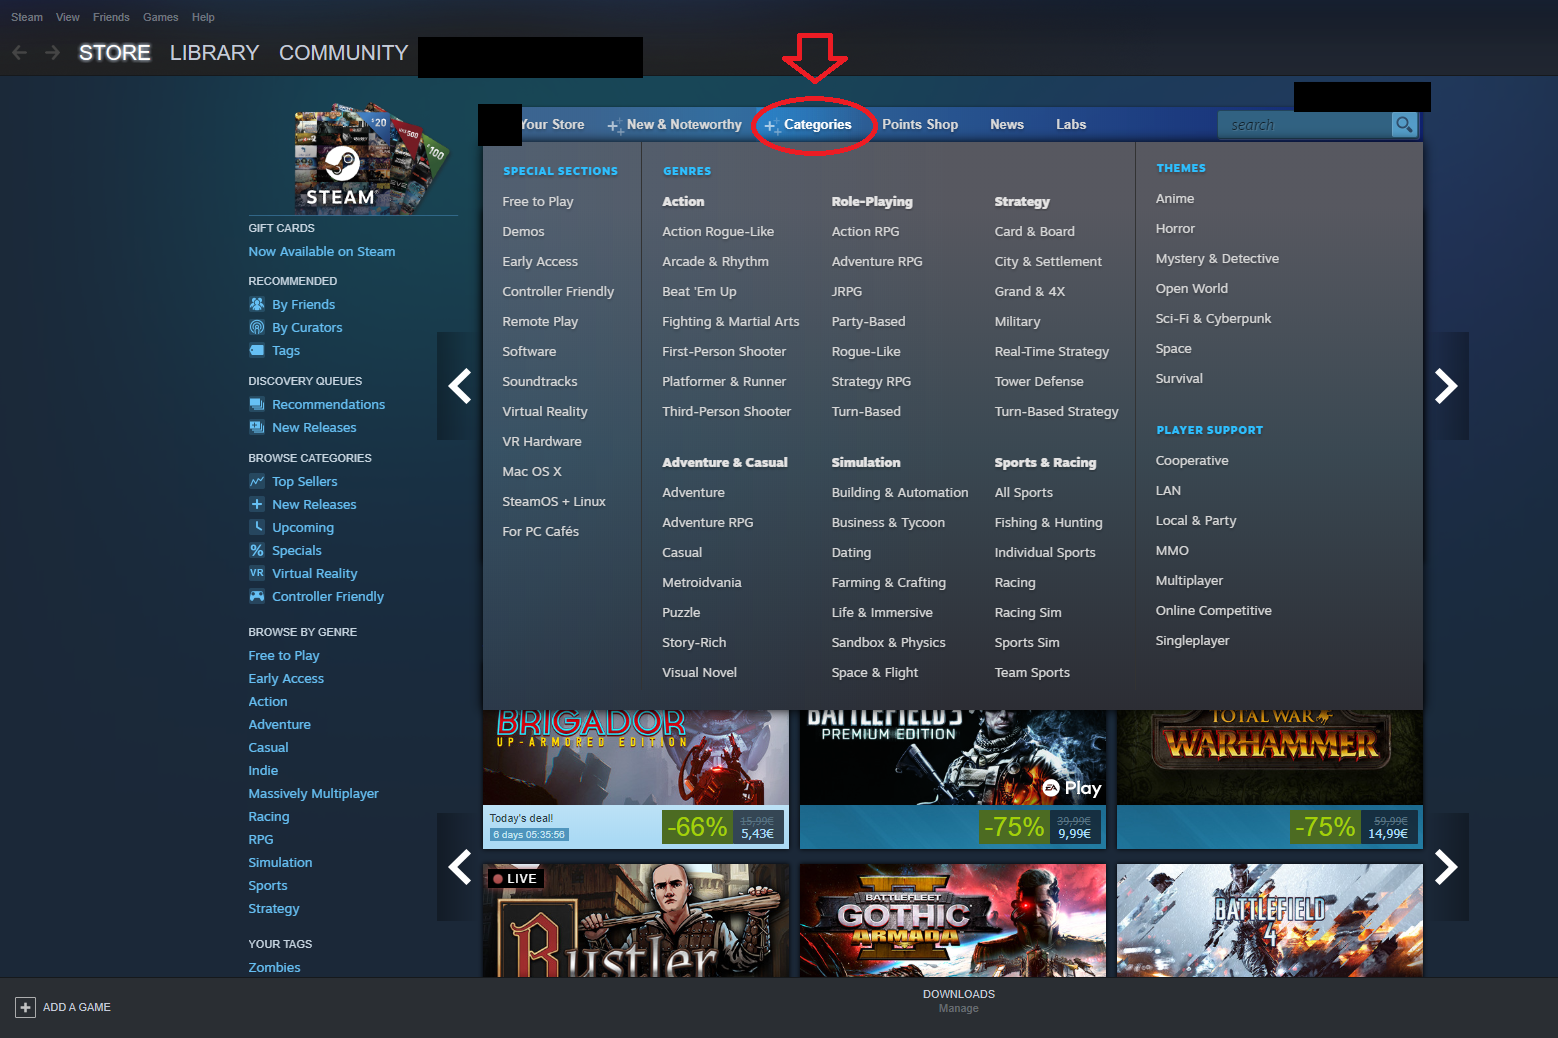 Steam View Friends Games Help
STORE LIBRARY COMMUNITY
Your Store New & Noteworthy Categories Points Shop News Labs search
$20
$500
$100
STEAM
GIFT CARDS
Now Available on Steam
RECOMMENDED
By Friends
By Curators
Tags
DISCOVERY QUEUES
Recommendations
New Releases
BROWSE CATEGORIES
Top Sellers
New Releases
Upcoming
Specials
VR Virtual Reality
Controller Friendly
BROWSE BY GENRE
Free to Play
Early Access
Action
Adventure
Casual
Indie
Massively Multiplayer
Racing
RPG
Simulation
Sports
Strategy
YOUR TAGS
Zombies
SPECIAL SECTIONS
Free to Play
Demos
Early Access
Controller Friendly
Remote Play
Software
Soundtracks
Virtual Reality
VR Hardware
Mac OS X
SteamOS + Linux
For PC Cafés
GENRES
Action
Action Rogue-Like
Arcade & Rhythm
Beat 'Em Up
Fighting & Martial Arts
First-Person Shooter
Platformer & Runner
Third-Person Shooter
Adventure & Casual
Adventure
Adventure RPG
Casual
Metroidvania
Puzzle
Story-Rich
Visual Novel
Role-Playing
Action RPG
Adventure RPG
JRPG
Party-Based
Rogue-Like
Strategy RPG
Turn-Based
Simulation
Building & Automation
Business & Tycoon
Dating
Farming & Crafting
Life & Immersive
Sandbox & Physics
Space & Flight
Strategy
Card & Board
City & Settlement
Grand & 4X
Military
Real-Time Strategy
Tower Defense
Turn-Based Strategy
Sports & Racing
All Sports
Fishing & Hunting
Individual Sports
Racing
Racing Sim
Sports Sim
Team Sports
THEMES
Anime
Horror
Mystery & Detective
Open World
Sci-Fi & Cyberpunk
Space
Survival
PLAYER SUPPORT
Cooperative
LAN
Local & Party
MMO
Multiplayer
Online Competitive
Singleplayer
BRIGADOR
UP-ARMORED EDITION
Today's deal!
6 days 05:35:56
-66%
15,99€
5,43€
BATTLEFIELD 3
PREMIUM EDITION
EA Play
-75%
39,99€
9,99€
TOTAL WAR
WARHAMMER
-75%
59,99€
14,99€
LIVE
Rustler
BATTLEFLEET
GOTHIC
ARMADA
II
BATTLEFIELD
4
ADD A GAME
DOWNLOADS
Manage